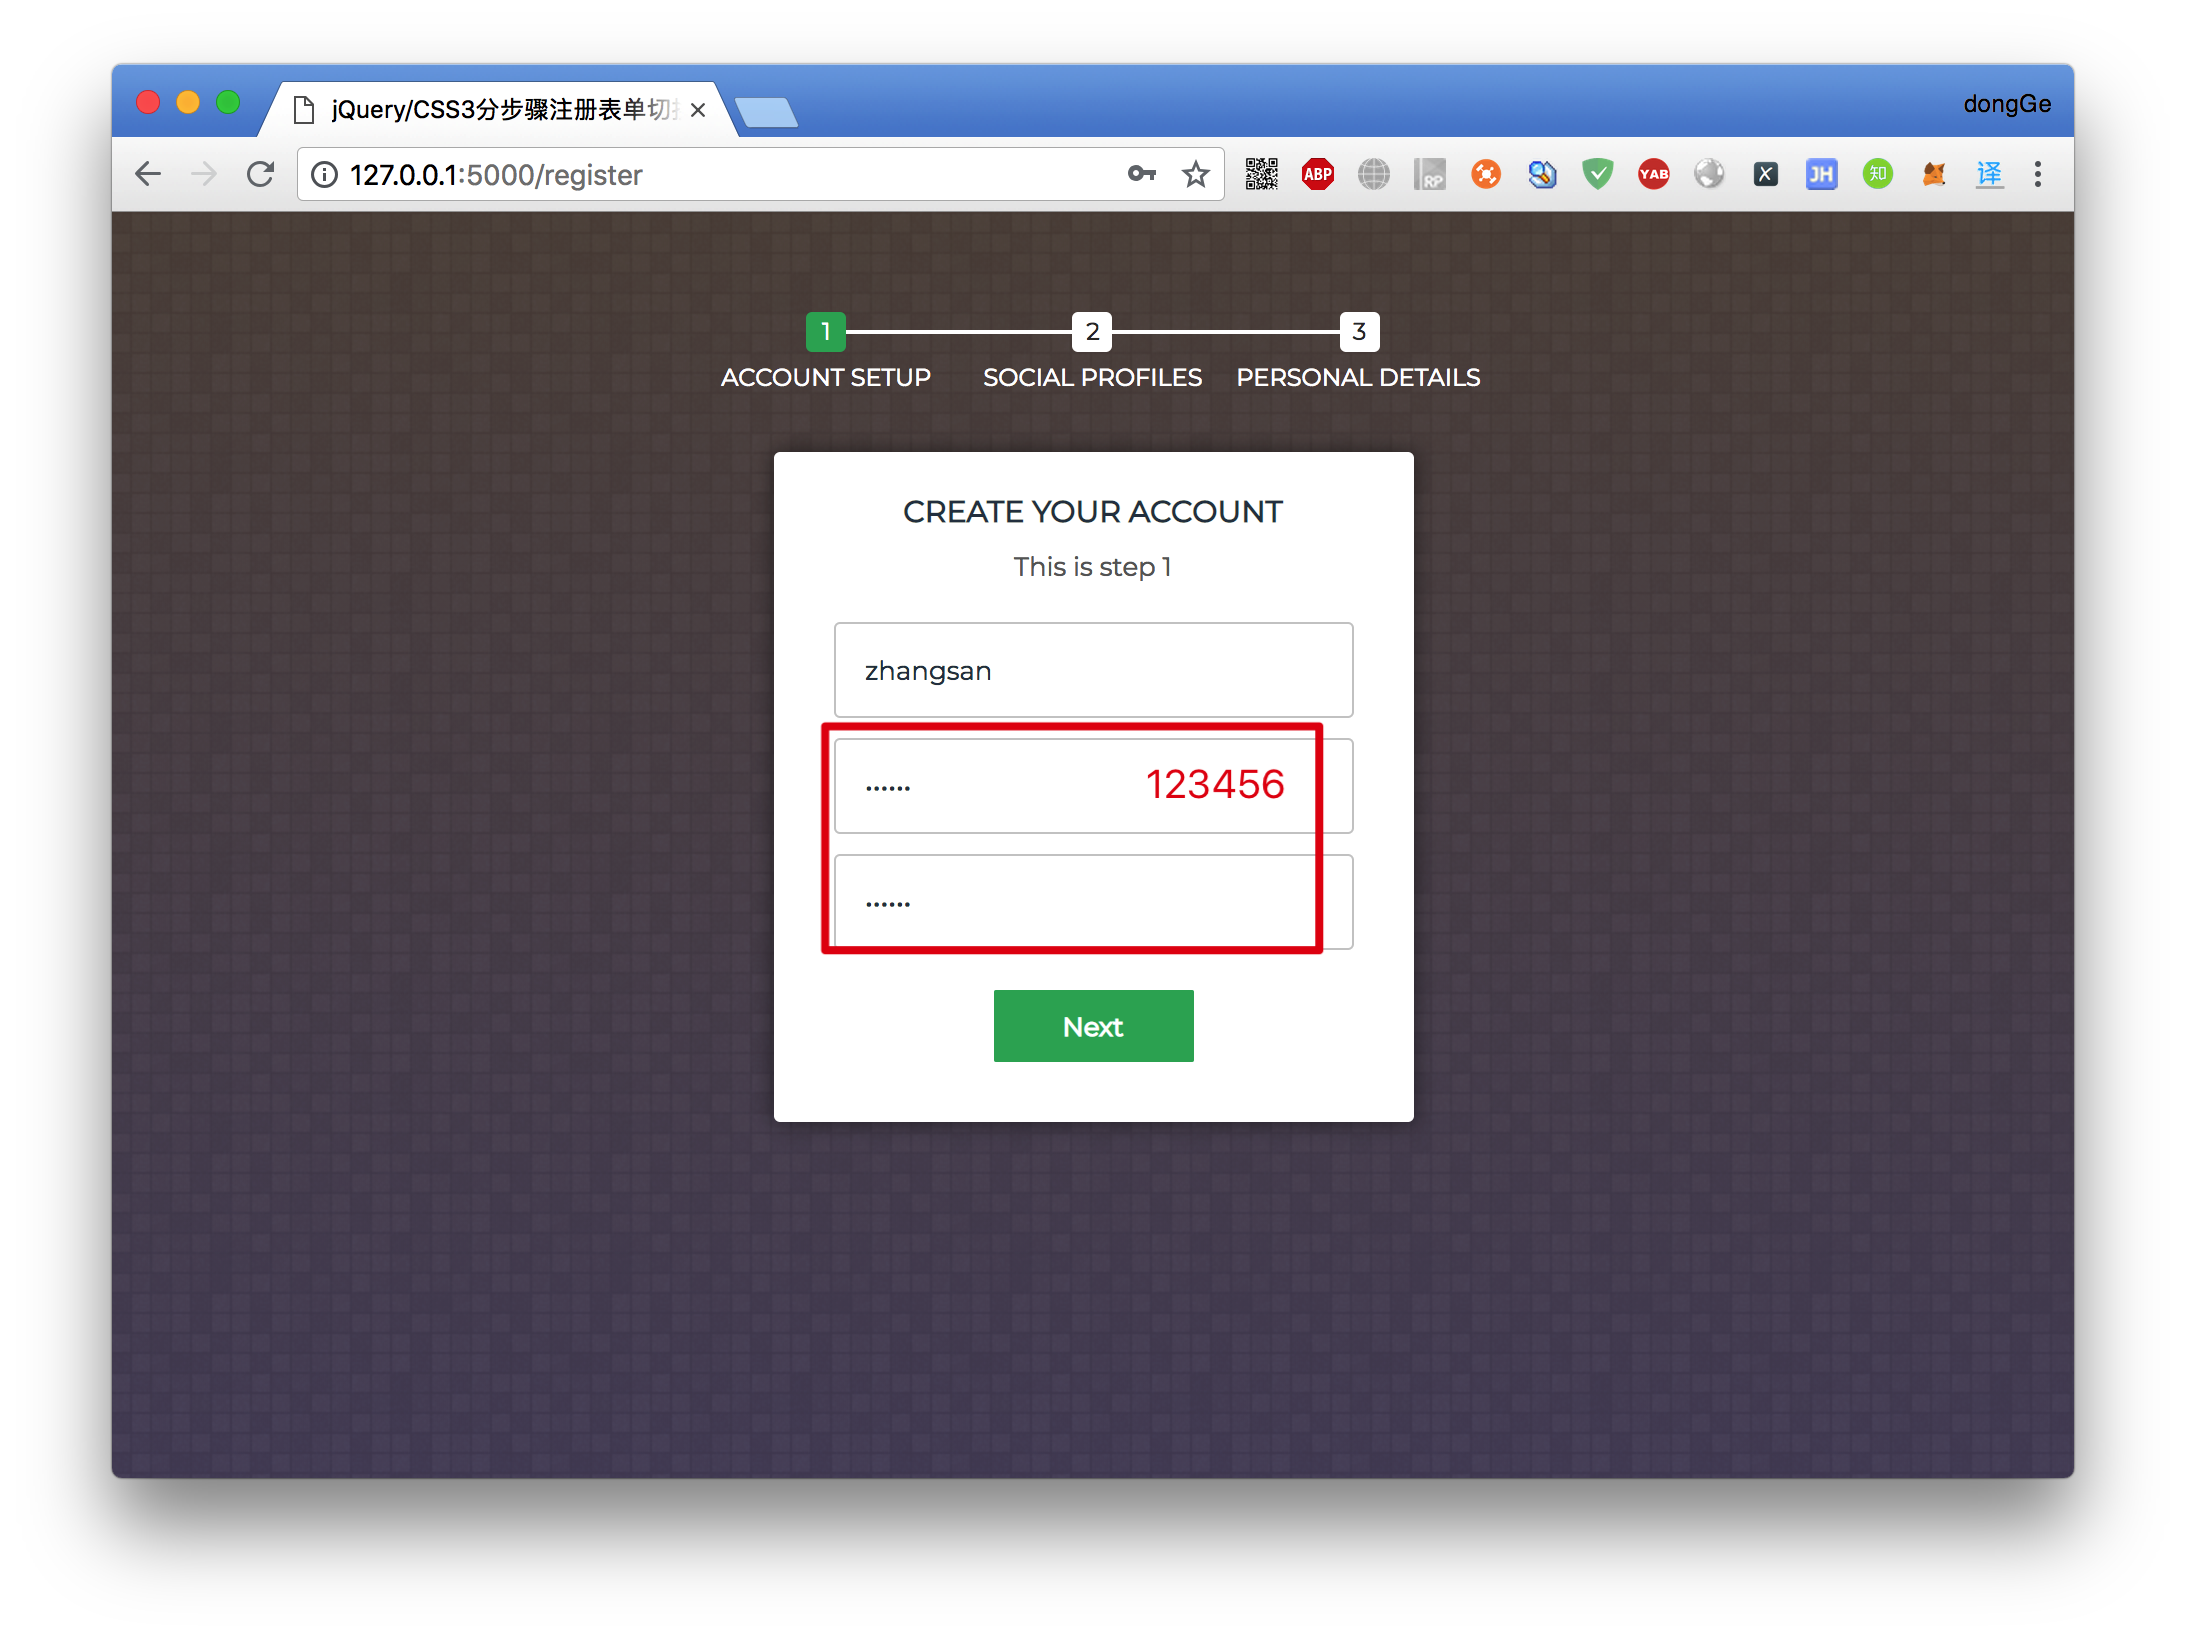 jQuery/CSS3分步骤注册表单切
dongGe
127.0.0.1:5000/register
ABP
RP
YAB
X
JH
知
译
1
2
3
ACCOUNT SETUP
SOCIAL PROFILES
PERSONAL DETAILS
CREATE YOUR ACCOUNT
This is step 1
zhangsan
······
123456
······
Next